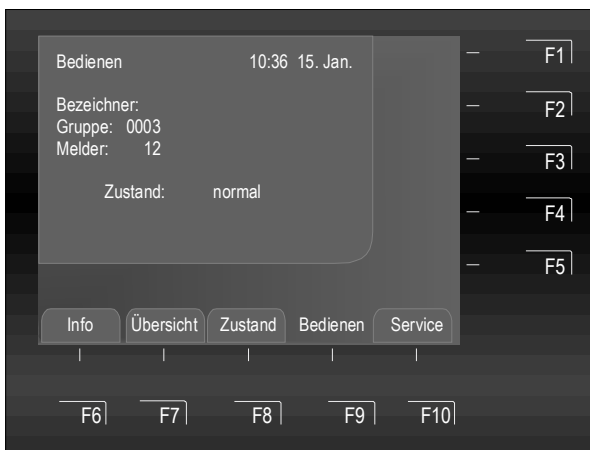 Bedienen 10:36 15. Jan.
Bezeichner:
Gruppe: 0003
Melder: 12
Zustand: normal
Info Übersicht Zustand Bedienen Service
F1
F2
F3
F4
F5
F6 F7 F8 F9 F10